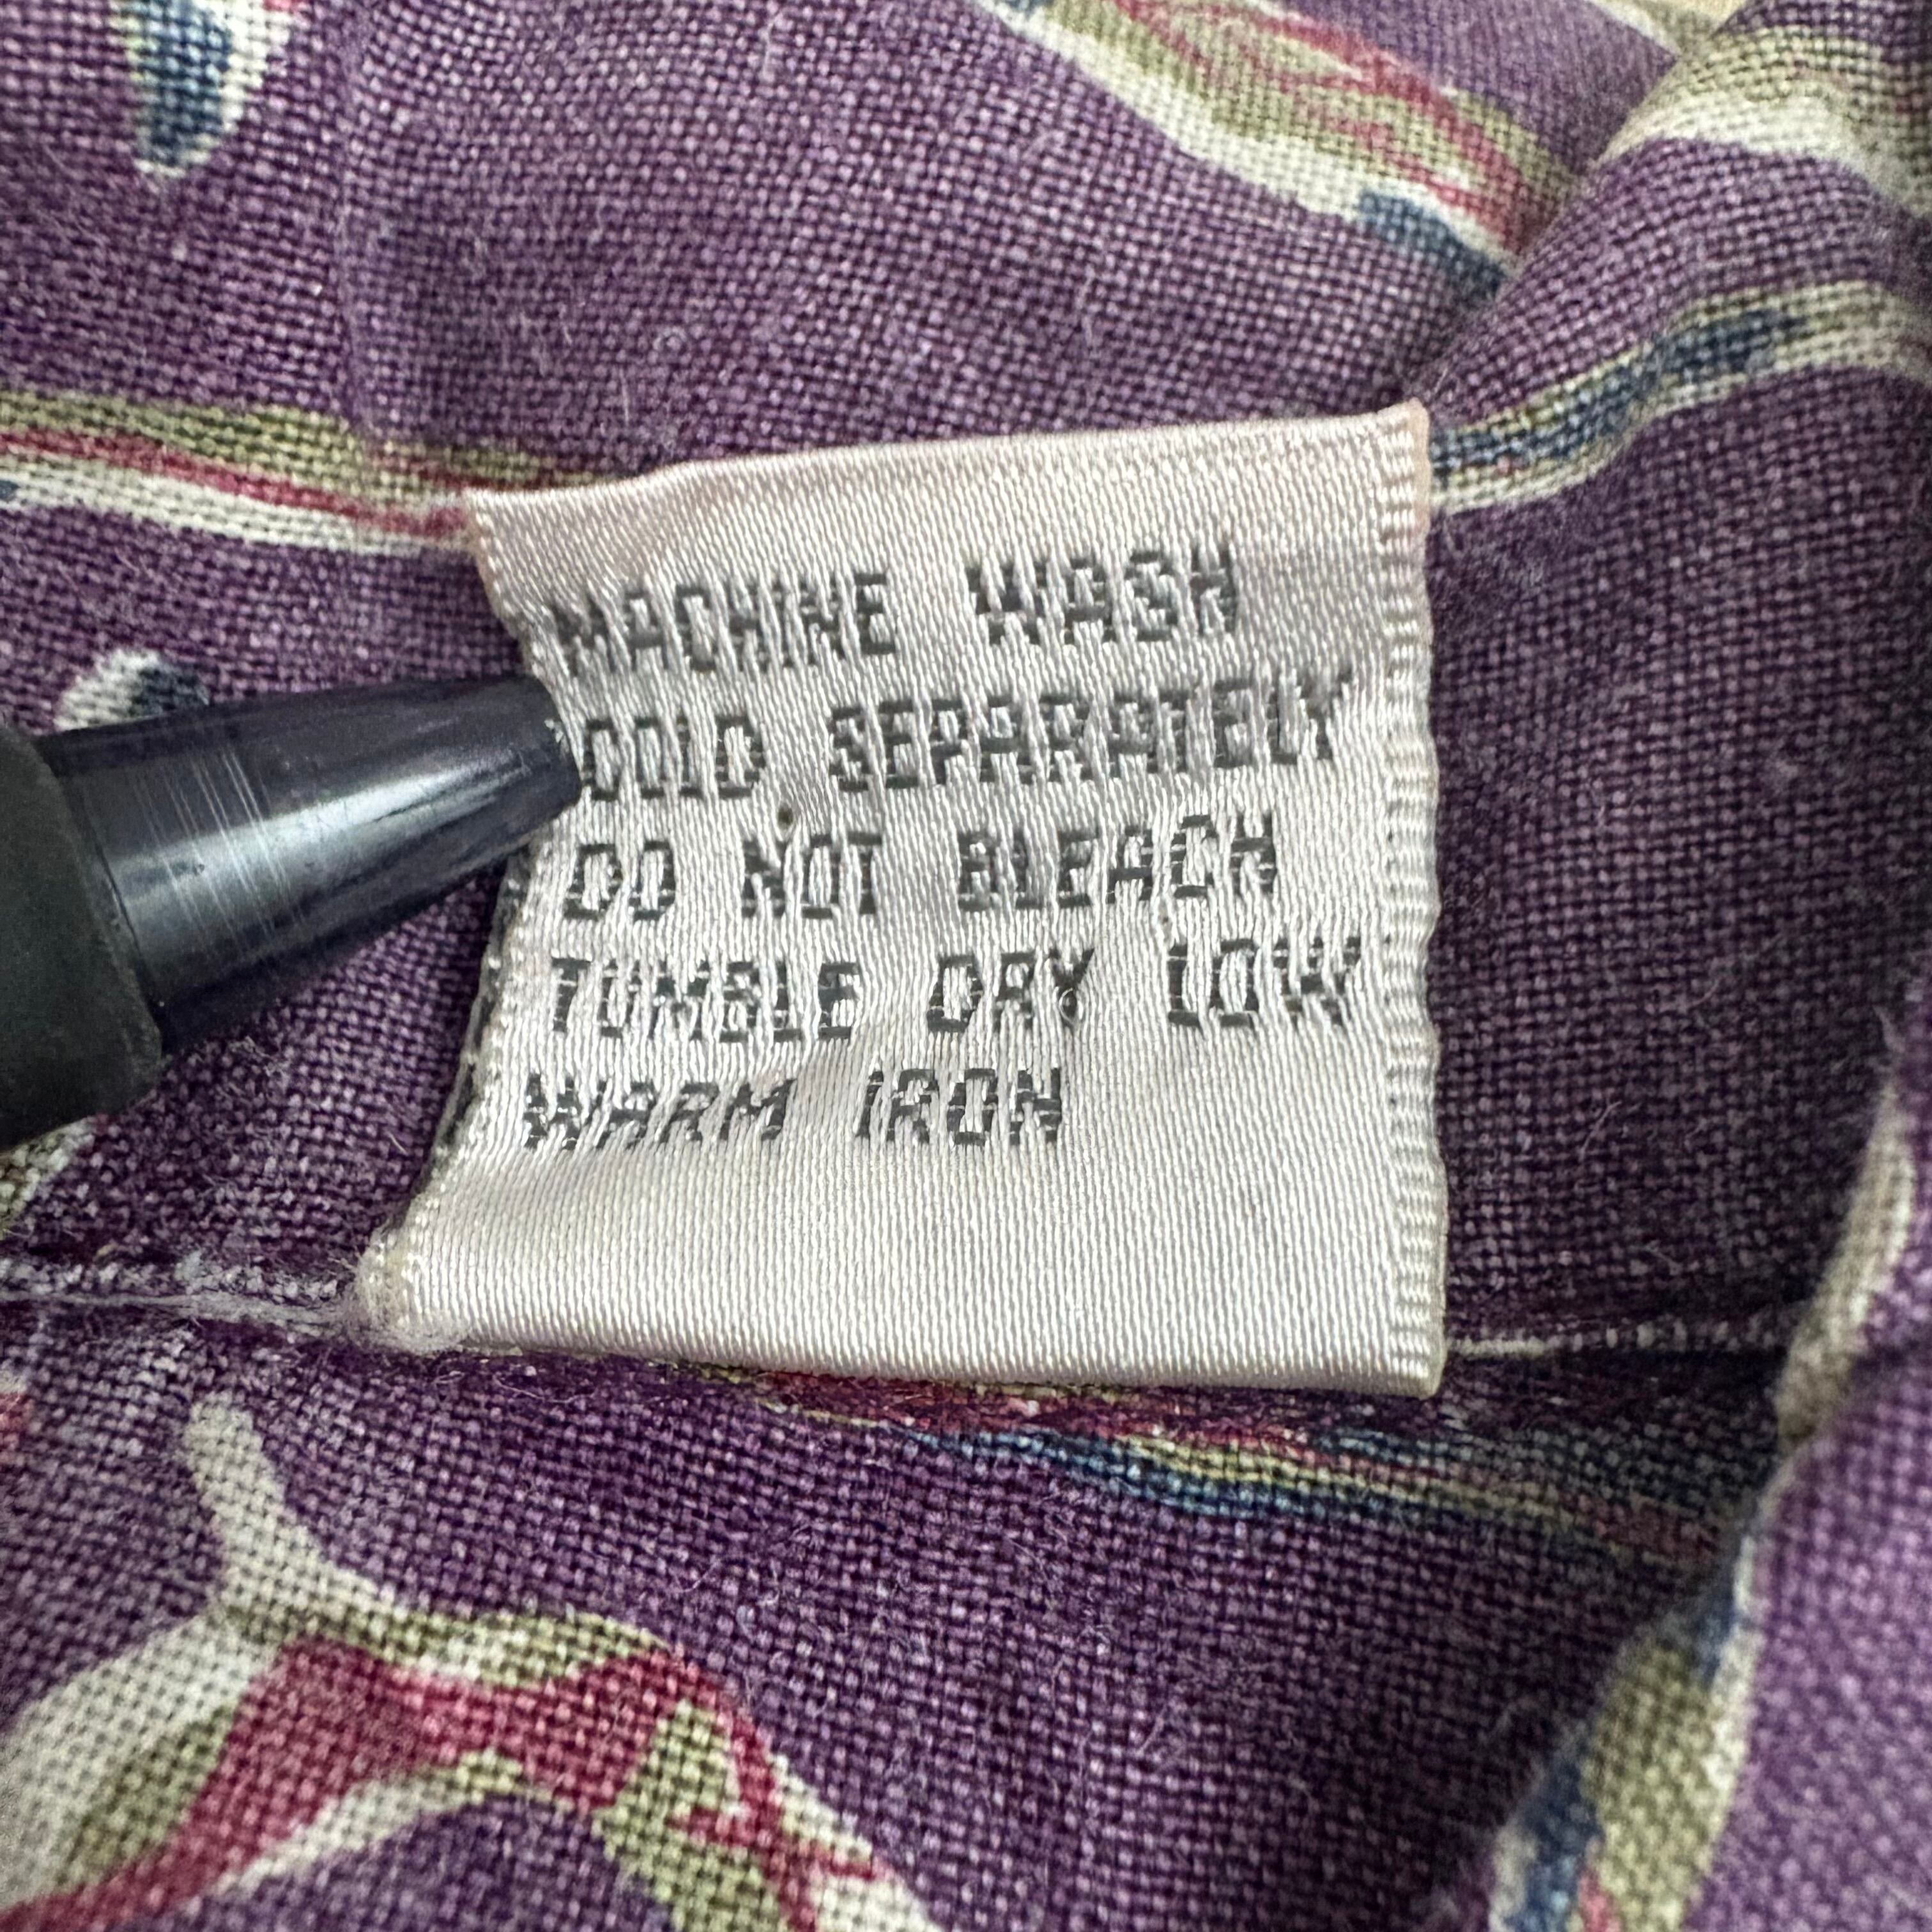 MACHINE WASH
COLD SEPARATELY
DO NOT BLEACH
TUMBLE DRY LOW
WARM IRON